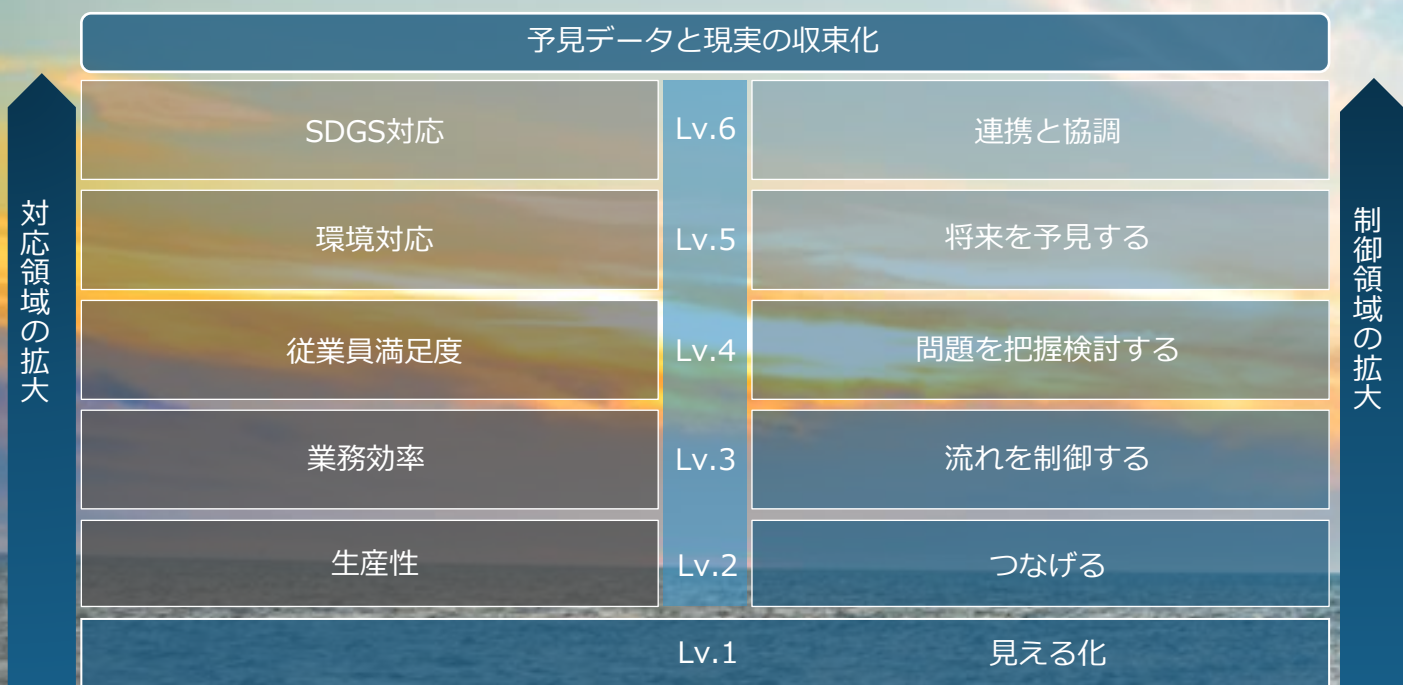 予見データと現実の収束化
対応領域の拡大
SDGS対応
Lv.6
連携と協調
環境対応
Lv.5
将来を予見する
従業員満足度
Lv.4
問題を把握検討する
業務効率
Lv.3
流れを制御する
生産性
Lv.2
つなげる
Lv.1
見える化
制御領域の拡大